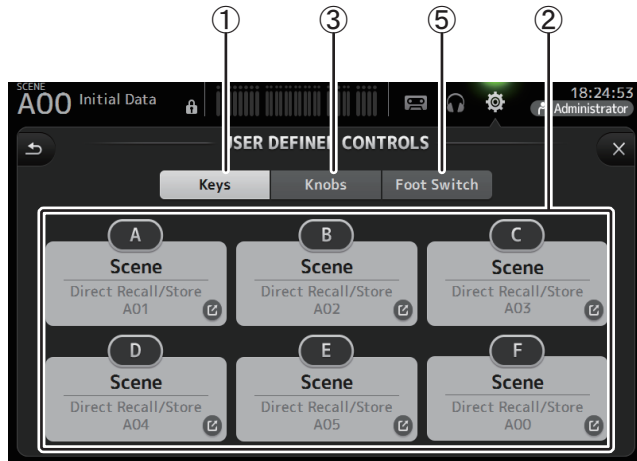 ① ③ ⑤ ②
SCENE
A00 Initial Data
18:24:53
Administrator
USER DEFINED CONTROLS
Keys Knobs Foot Switch
A B C
Scene Scene Scene
Direct Recall/Store Direct Recall/Store Direct Recall/Store
A01 A02 A03
D E F
Scene Scene Scene
Direct Recall/Store Direct Recall/Store Direct Recall/Store
A04 A05 A00